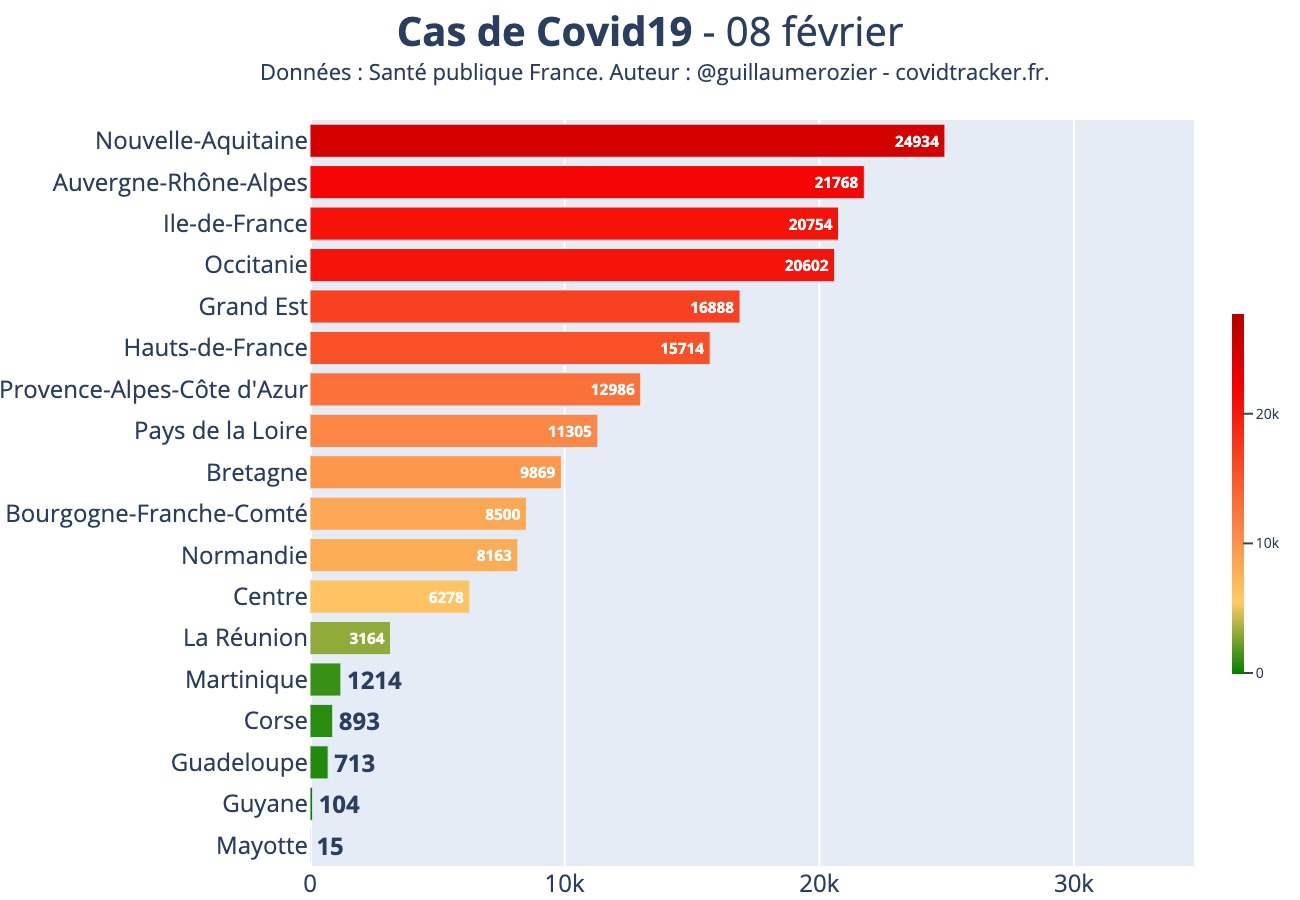 Cas de Covid19 - 08 février
Données : Santé publique France. Auteur : @guillaumerozier - covidtracker.fr.
Nouvelle-Aquitaine 24934
Auvergne-Rhône-Alpes 21768
Ile-de-France 20754
Occitanie 20602
Grand Est 16888
Hauts-de-France 15714
Provence-Alpes-Côte d'Azur 12986
Pays de la Loire 11305
Bretagne 9869
Bourgogne-Franche-Comté 8500
Normandie 8163
Centre 6278
La Réunion 3164
Martinique 1214
Corse 893
Guadeloupe 713
Guyane 104
Mayotte 15
0 10k 20k 30k
20k
10k
0